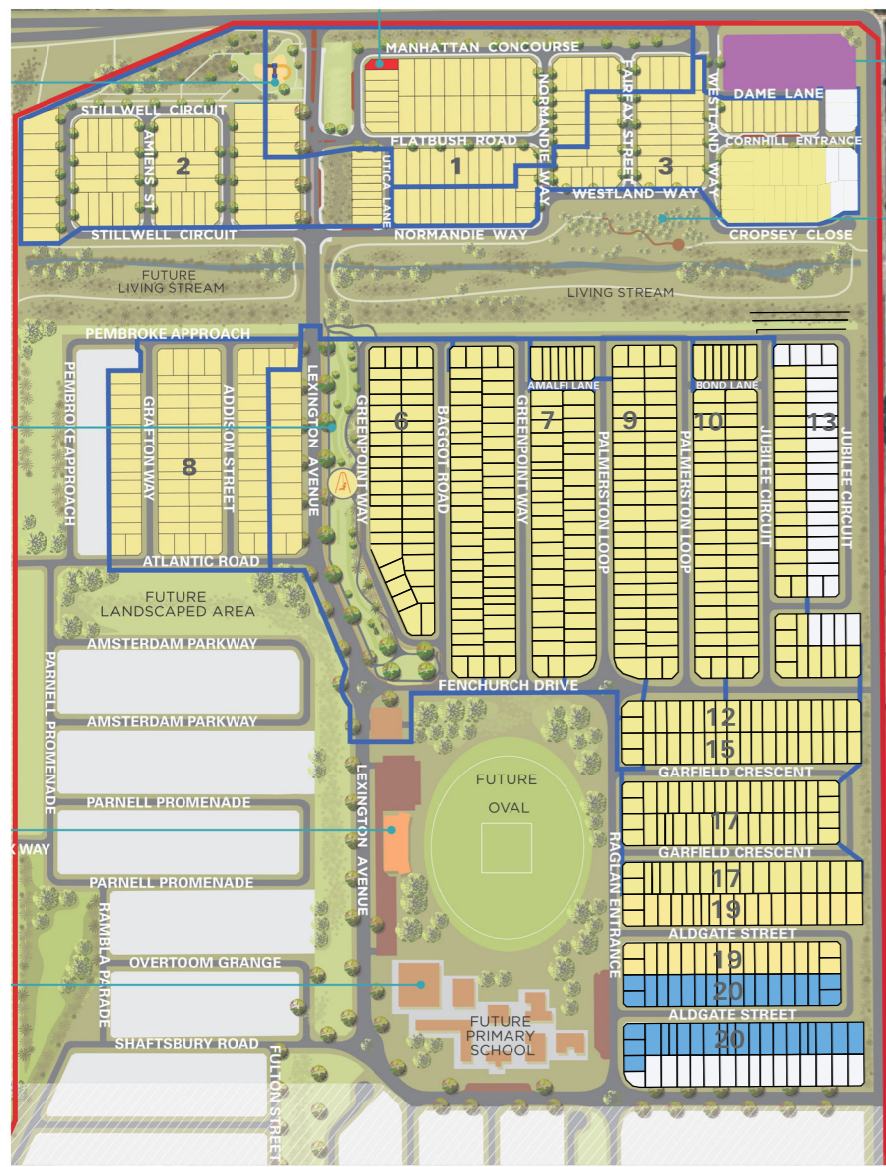 MANHATTAN CONCOURSE
DAME LANE
STILLWELL CIRCUIT
AMENS ST
2
FLATBUSH ROAD
1
UTICA LANE
NORMANDIE WAY
FAIRFAX STREET
3
WESTLAND WAY
CORNHILL ENTRANCE
WESTLAND WAY
STILLWELL CIRCUIT
NORMANDIE WAY
CROPSEY CLOSE
FUTURE
LIVING STREAM
LIVING STREAM
PEMBROKE APPROACH
PEMBROKE APPROACH
GRAFTON WAY
8
ADDISON STREET
LEXINGTON AVENUE
GREENPOINT WAY
6
BAGGOT ROAD
GREENPOINT WAY
AMALFI LANE
7
PALMERSTON LOOP
9
PALMERSTON LOOP
BOND LANE
10
JUBILEE CIRCUIT
13
JUBILEE CIRCUIT
ATLANTIC ROAD
FUTURE
LANDSCAPED AREA
AMSTERDAM PARKWAY
PARNELL PROMENADE
AMSTERDAM PARKWAY
FENCHURCH DRIVE
12
15
GARFIELD CRESCENT
LEXINGTON AVENUE
FUTURE
OVAL
RAGLAN ENTRANCE
PARNELL PROMENADE
17
GARFIELD CRESCENT
WAY
PARNELL PROMENADE
17
19
RAMBLA PARADE
ALDGATE STREET
OVERTOOM GRANGE
19
20
ALDGATE STREET
FUTURE
PRIMARY
SCHOOL
20
SHAFTSBURY ROAD
FULTON STREET